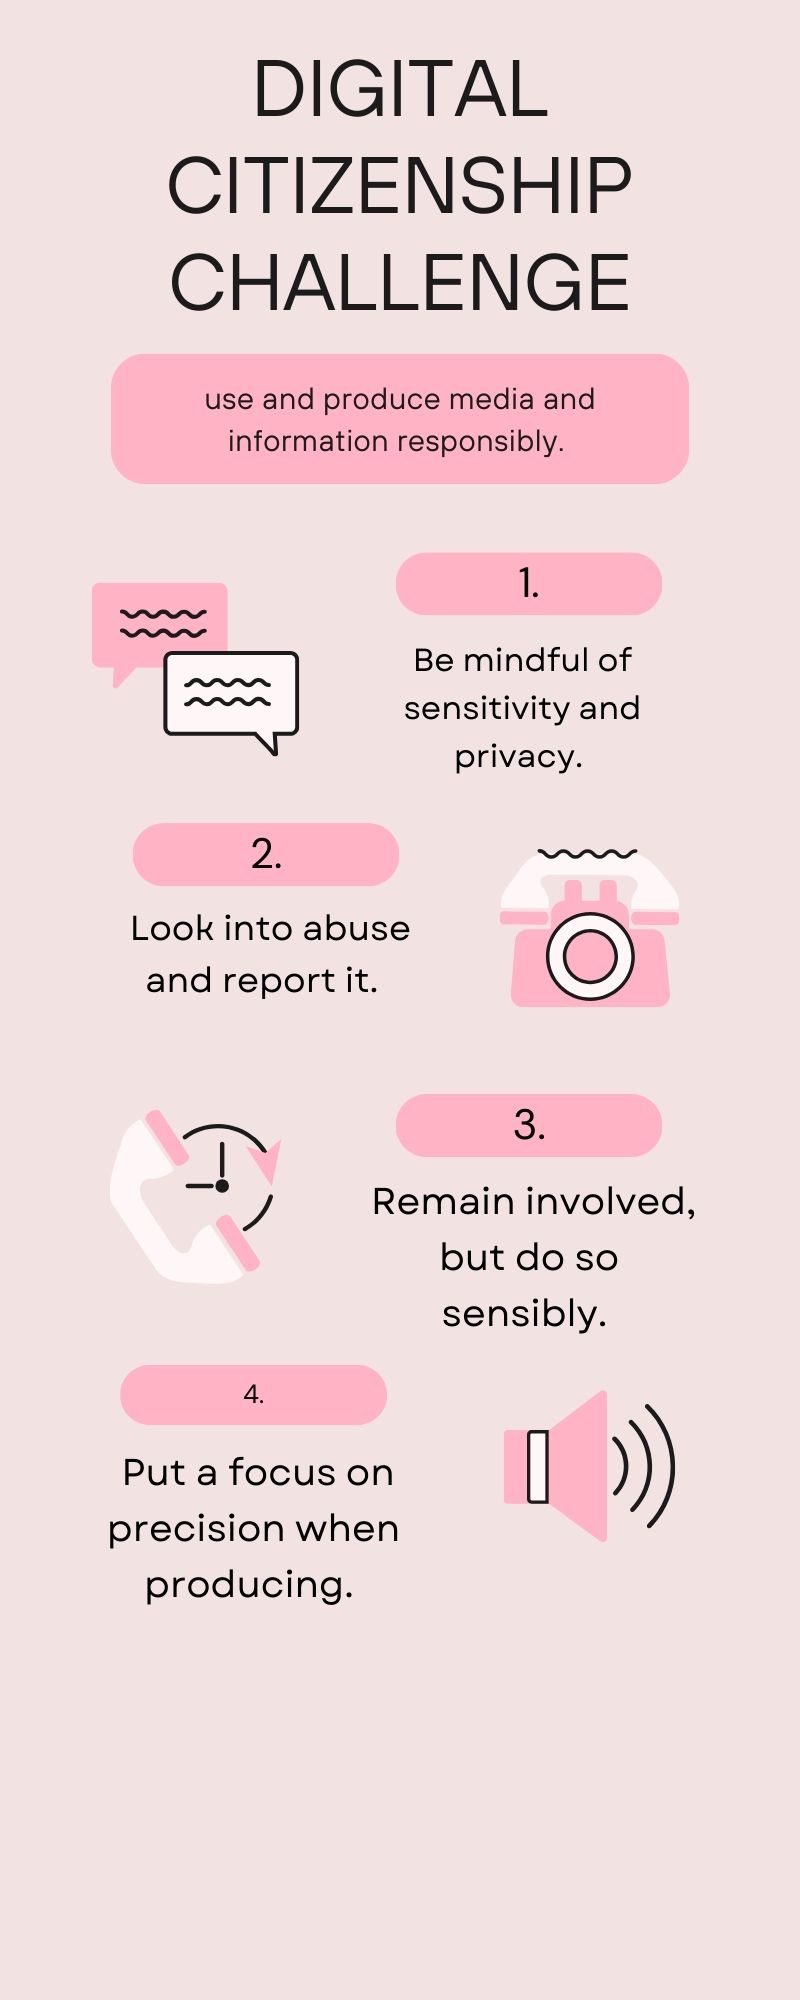 DIGITAL
CITIZENSHIP
CHALLENGE
use and produce media and
information responsibly.
1.
Be mindful of
sensitivity and
privacy.
2.
Look into abuse
and report it.
3.
Remain involved,
but do so
sensibly.
4.
Put a focus on
precision when
producing.